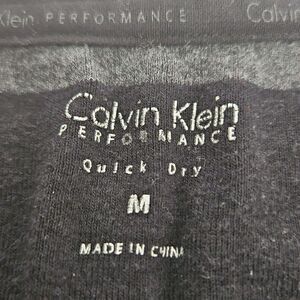 Klein PERFORMANCE Calvin
Calvin Klein
PERFORMANCE
Quick Dry
M
MADE IN CHINA